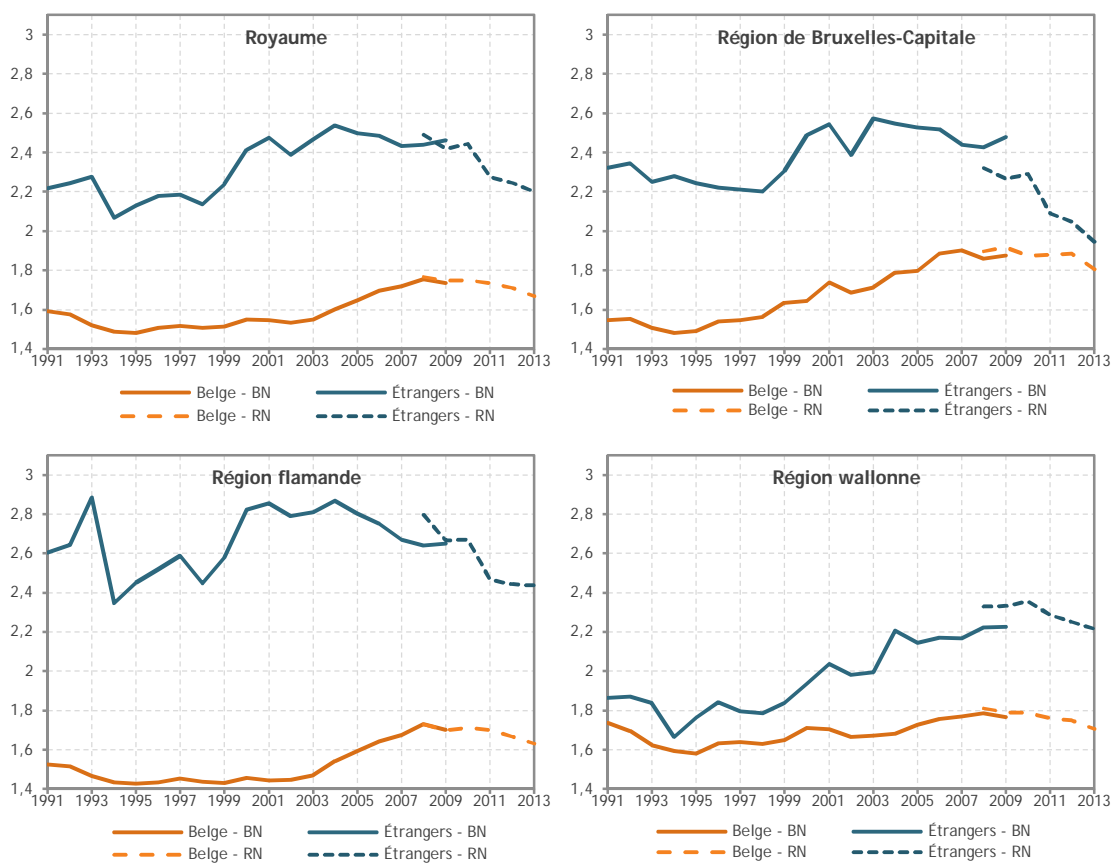 Royaume
3
2,8
2,6
2,4
2,2
2
1,8
1,6
1,4
1991 1993 1995 1997 1999 2001 2003 2005 2007 2009 2011 2013
Belge - BN Étrangers - BN
Belge - RN Étrangers - RN
Région de Bruxelles-Capitale
3
2,8
2,6
2,4
2,2
2
1,8
1,6
1,4
1991 1993 1995 1997 1999 2001 2003 2005 2007 2009 2011 2013
Belge - BN Étrangers - BN
Belge - RN Étrangers - RN
Région flamande
3
2,8
2,6
2,4
2,2
2
1,8
1,6
1,4
1991 1993 1995 1997 1999 2001 2003 2005 2007 2009 2011 2013
Belge - BN Étrangers - BN
Belge - RN Étrangers - RN
Région wallonne
3
2,8
2,6
2,4
2,2
2
1,8
1,6
1,4
1991 1993 1995 1997 1999 2001 2003 2005 2007 2009 2011 2013
Belge - BN Étrangers - BN
Belge - RN Étrangers - RN